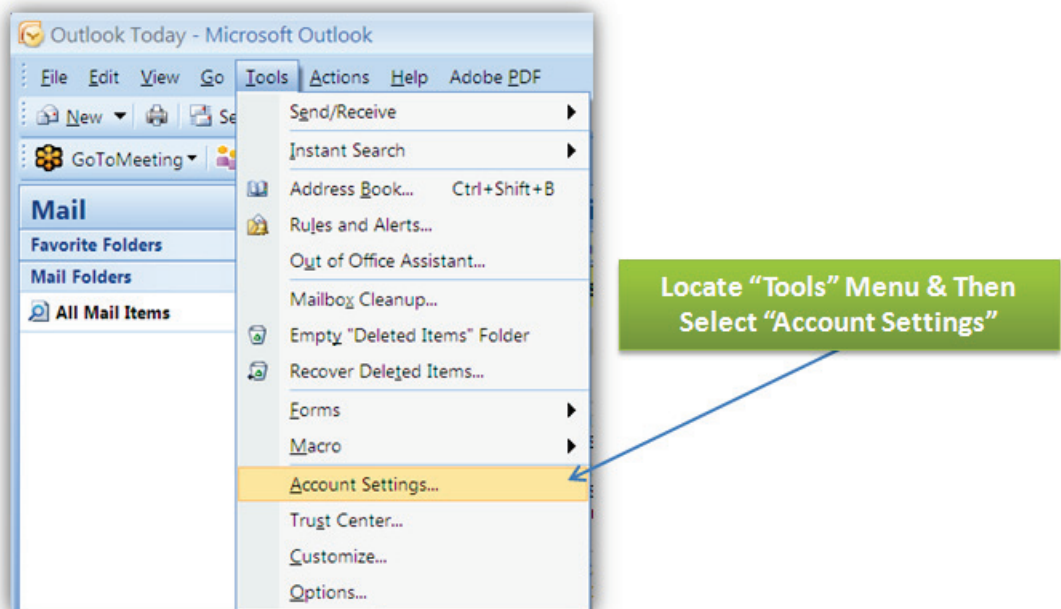 Outlook Today - Microsoft Outlook
File Edit View Go Tools Actions Help Adobe PDF
New
GoToMeeting
Mail
Favorite Folders
Mail Folders
All Mail Items
Send/Receive
Instant Search
Address Book... Ctrl+Shift+B
Rules and Alerts...
Out of Office Assistant...
Mailbox Cleanup...
Empty "Deleted Items" Folder
Recover Deleted Items...
Forms
Macro
Account Settings...
Trust Center...
Customize...
Options...
Locate “Tools” Menu & Then
Select “Account Settings”